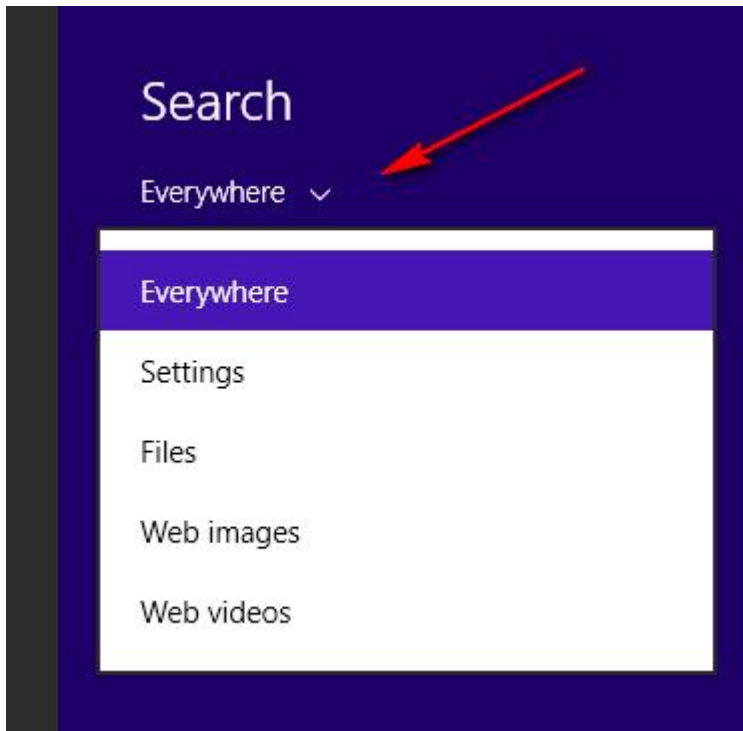 Search
Everywhere
Everywhere
Settings
Files
Web images
Web videos